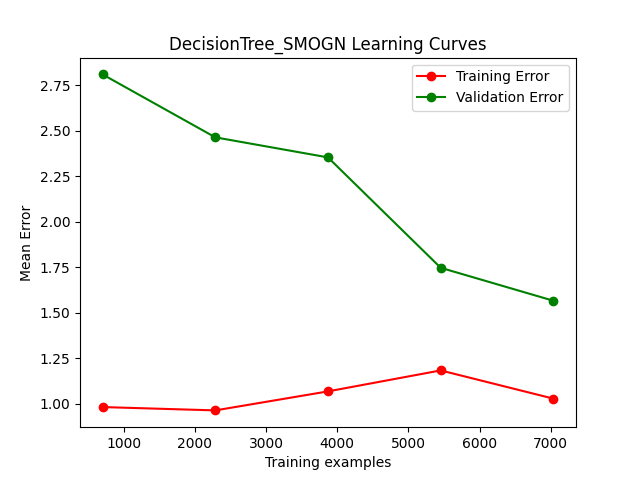 DecisionTree_SMOGN Learning Curves
Training Error
Validation Error
2.75
2.50
2.25
2.00
1.75
1.50
1.25
1.00
Mean Error
1000 2000 3000 4000 5000 6000 7000
Training examples